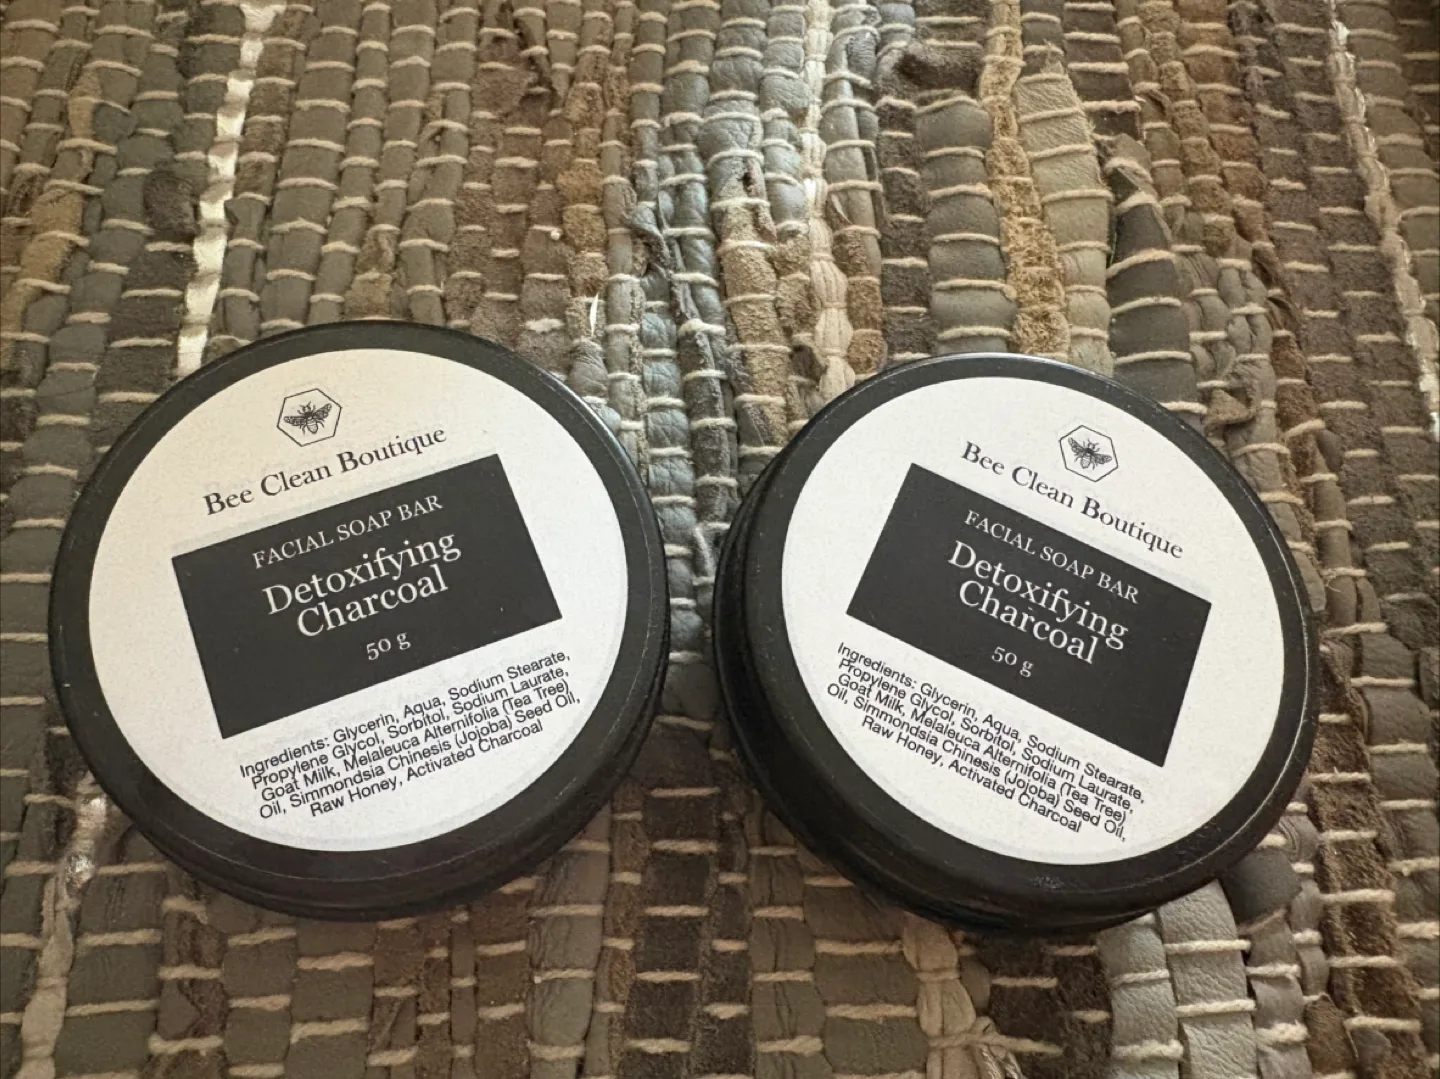 Bee Clean Boutique
FACIAL SOAP BAR
Detoxifying
Charcoal
50 g
Ingredients: Glycerin, Aqua, Sodium Stearate,
Propylene Glycol, Sorbitol, Sodium Laurate,
Goat Milk, Melaleuca Alternifolia (Tea Tree)
Oil, Simmondsia Chinesis (Jojoba) Seed Oil,
Raw Honey, Activated Charcoal
Bee Clean Boutique
FACIAL SOAP BAR
Detoxifying
Charcoal
50 g
Ingredients: Glycerin, Aqua, Sodium Stearate,
Propylene Glycol, Sorbitol, Sodium Laurate,
Goat Milk, Melaleuca Alternifolia (Tea Tree)
Oil, Simmondsia Chinesis (Jojoba) Seed Oil,
Raw Honey, Activated Charcoal